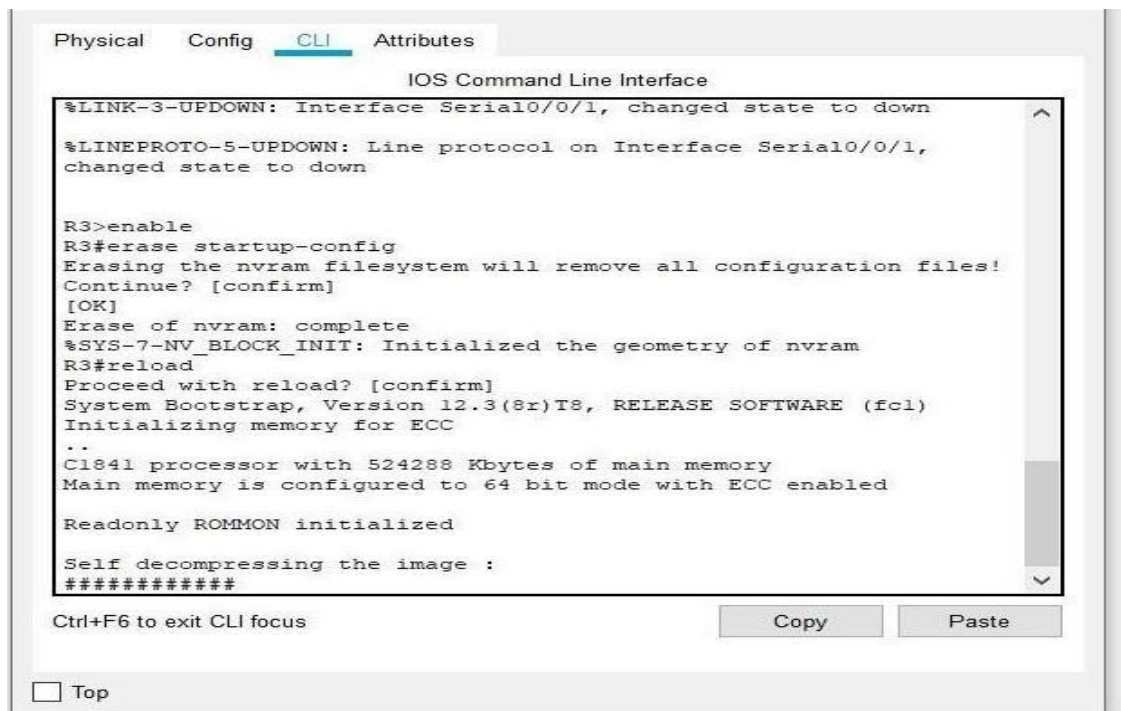 Physical Config CLI Attributes
IOS Command Line Interface
%LINK-3-UPDOWN: Interface Serial0/0/1, changed state to down
%LINEPROTO-5-UPDOWN: Line protocol on Interface Serial0/0/1,
changed state to down
R3>enable
R3#erase startup-config
Erasing the nvram filesystem will remove all configuration files!
Continue? [confirm]
[OK]
Erase of nvram: complete
%SYS-7-NV_BLOCK_INIT: Initialized the geometry of nvram
R3#reload
Proceed with reload? [confirm]
System Bootstrap, Version 12.3(8r)T8, RELEASE SOFTWARE (fc1)
Initializing memory for ECC
..
C1841 processor with 524288 Kbytes of main memory
Main memory is configured to 64 bit mode with ECC enabled
Readonly ROMMON initialized
Self decompressing the image :
############
Ctrl+F6 to exit CLI focus
Copy Paste
Top